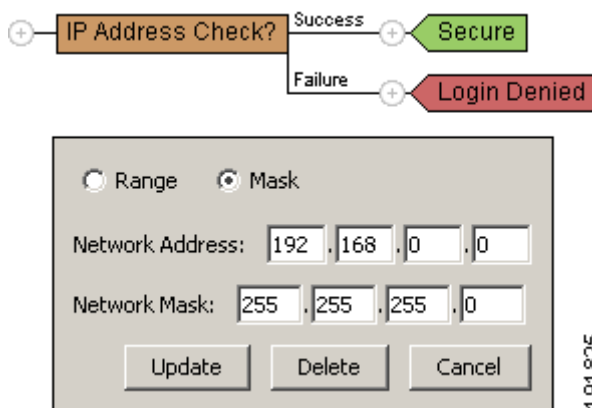 IP Address Check?
Success
Secure
Failure
Login Denied
Range Mask
Network Address: 192 . 168 . 0 . 0
Network Mask: 255 . 255 . 255 . 0
Update Delete Cancel
191825